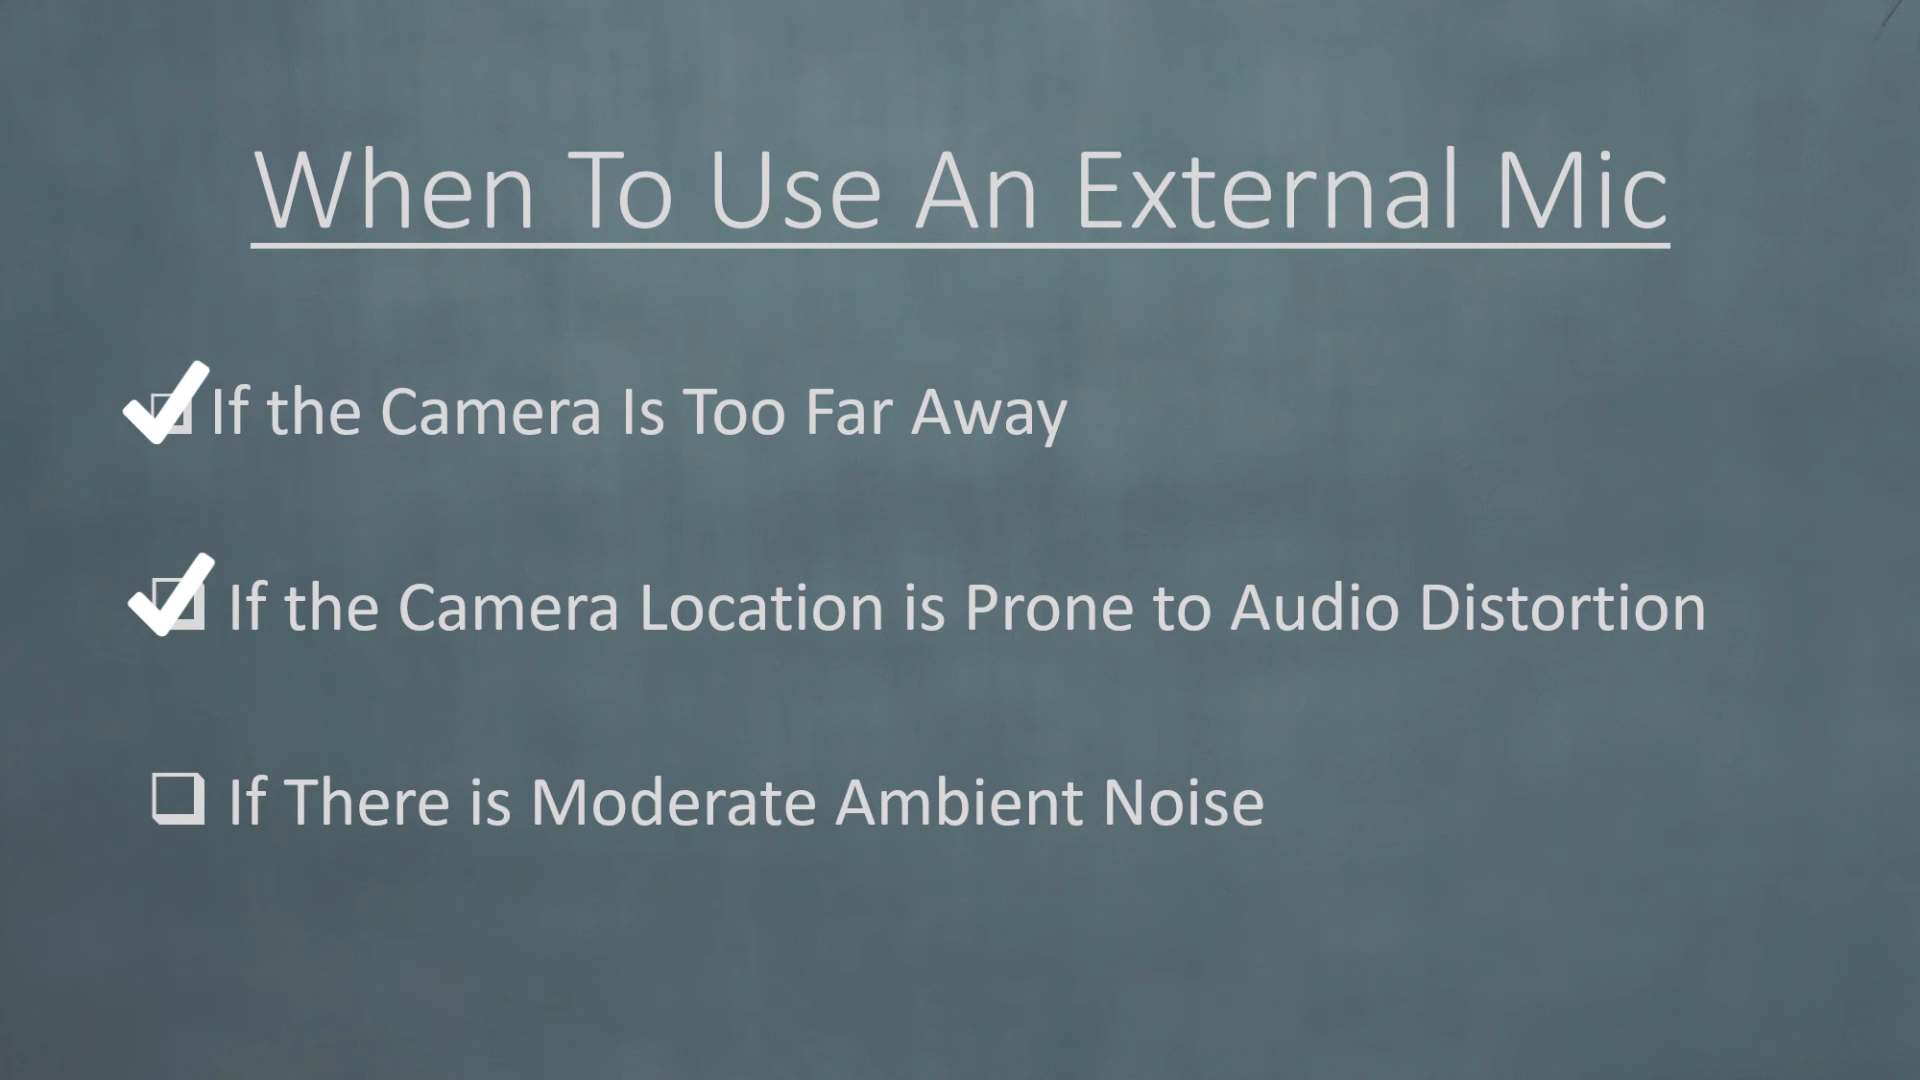 When To Use An External Mic
If the Camera Is Too Far Away
If the Camera Location is Prone to Audio Distortion
If There is Moderate Ambient Noise